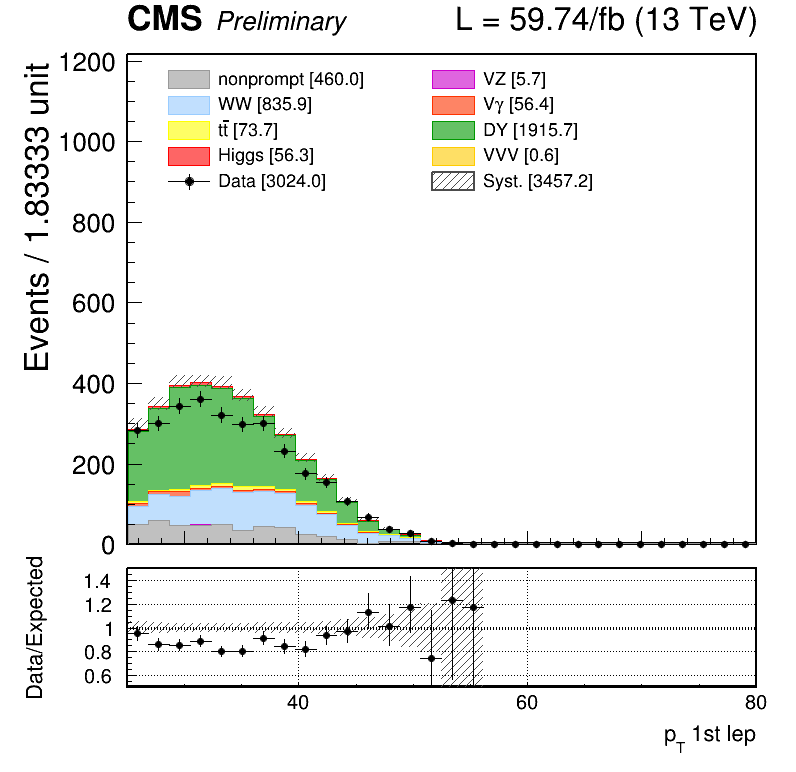 CMS Preliminary L = 59.74/fb (13 TeV)
Events / 1.83333 unit
1200
1000
800
600
400
200
0
nonprompt [460.0]
WW [835.9]
tt̅ [73.7]
Higgs [56.3]
Data [3024.0]
VZ [5.7]
Vγ [56.4]
DY [1915.7]
VVV [0.6]
Syst. [3457.2]
Data/Expected
1.4
1.2
1
0.8
0.6
40 60 80
p_T 1st lep